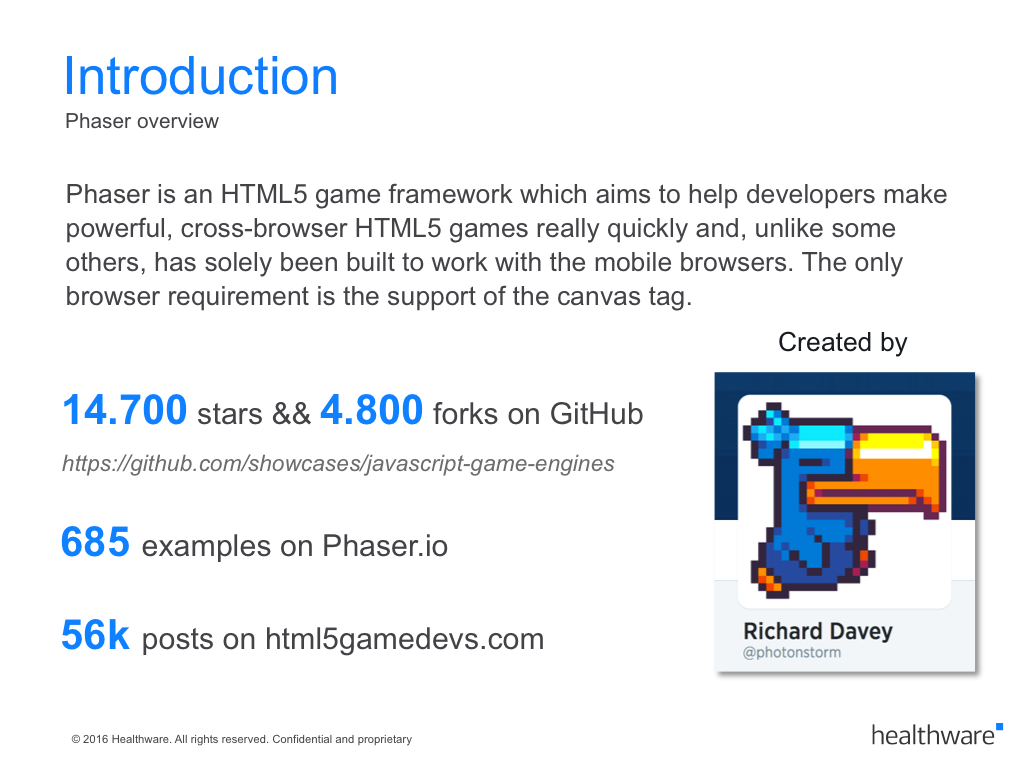 Introduction
Phaser overview
Phaser is an HTML5 game framework which aims to help developers make
powerful, cross-browser HTML5 games really quickly and, unlike some
others, has solely been built to work with the mobile browsers. The only
browser requirement is the support of the canvas tag.
Created by
14.700 stars && 4.800 forks on GitHub
https://github.com/showcases/javascript-game-engines
685 examples on Phaser.io
56k posts on html5gamedevs.com
Richard Davey
@photonstorm
© 2016 Healthware. All rights reserved. Confidential and proprietary
healthware